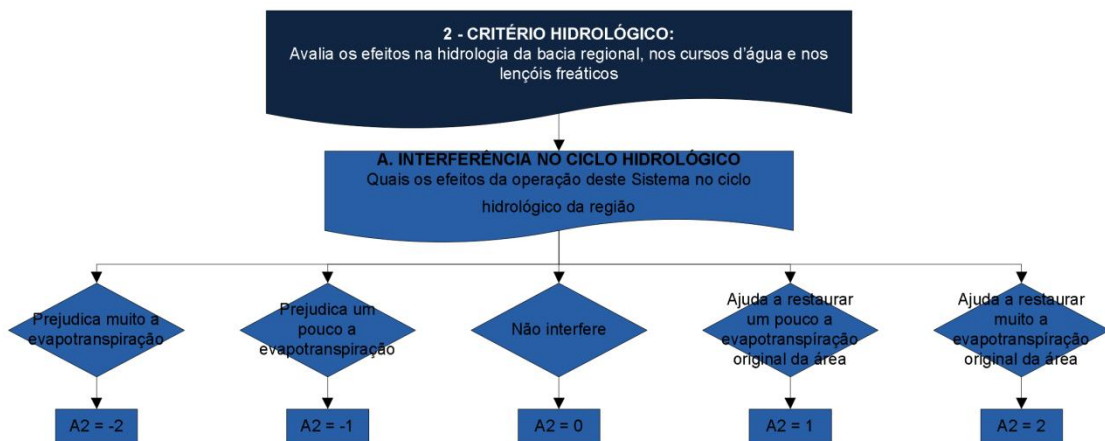 2 - CRITÉRIO HIDROLÓGICO:
Avalia os efeitos na hidrologia da bacia regional, nos cursos d'água e nos
lençóis freáticos
A. INTERFERÊNCIA NO CICLO HIDROLÓGICO
Quais os efeitos da operação deste Sistema no ciclo
hidrológico da região
Prejudica muito a
evapotranspiração
Prejudica um
pouco a
evapotranspiração
Não interfere
Ajuda a restaurar
um pouco a
evapotranspiração
original da área
Ajuda a restaurar
muito a
evapotranspiração
original da área
A2 = -2
A2 = -1
A2 = 0
A2 = 1
A2 = 2